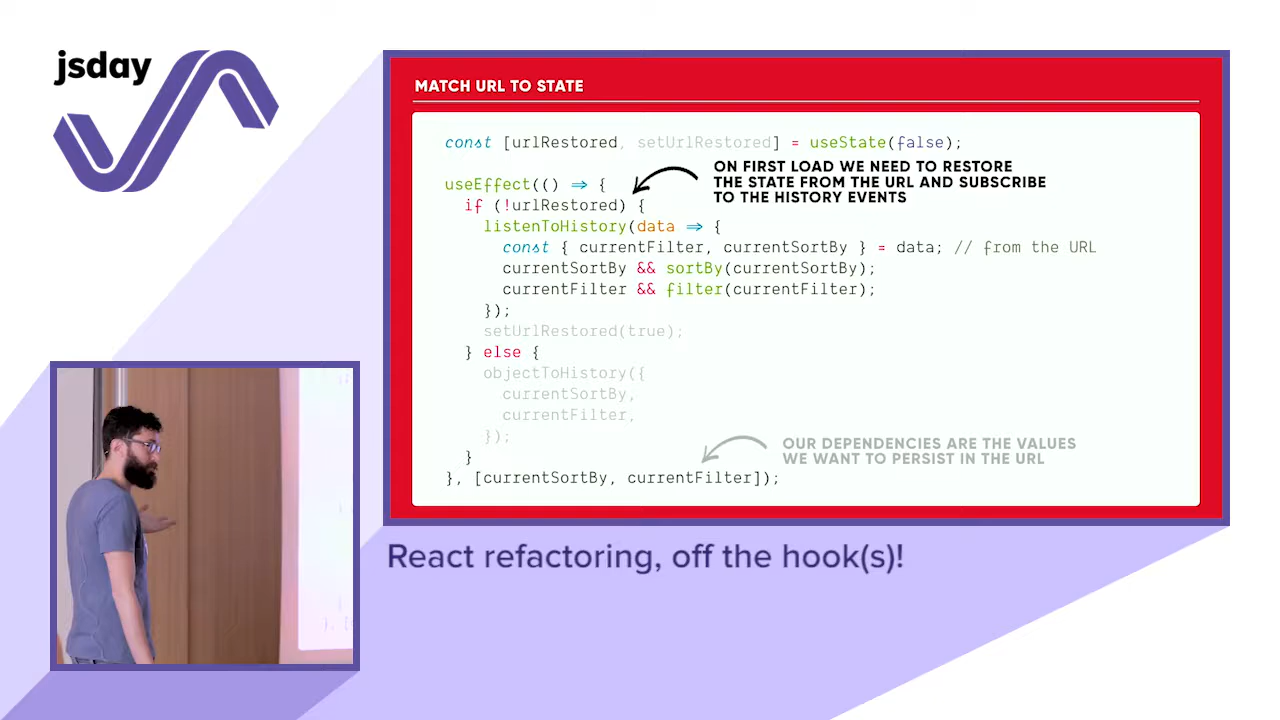 jsday
MATCH URL TO STATE
const [urlRestored, setUrlRestored] = useState(false);
ON FIRST LOAD WE NEED TO RESTORE
THE STATE FROM THE URL AND SUBSCRIBE
TO THE HISTORY EVENTS
useEffect(() => {
if (!urlRestored) {
listenToHistory(data => {
const { currentFilter, currentSortBy } = data; // from the URL
currentSortBy && sortBy(currentSortBy);
currentFilter && filter(currentFilter);
});
setUrlRestored(true);
} else {
objectToHistory({
currentSortBy,
currentFilter,
});
}
OUR DEPENDENCIES ARE THE VALUES
WE WANT TO PERSIST IN THE URL
}, [currentSortBy, currentFilter]);
React refactoring, off the hook(s)!